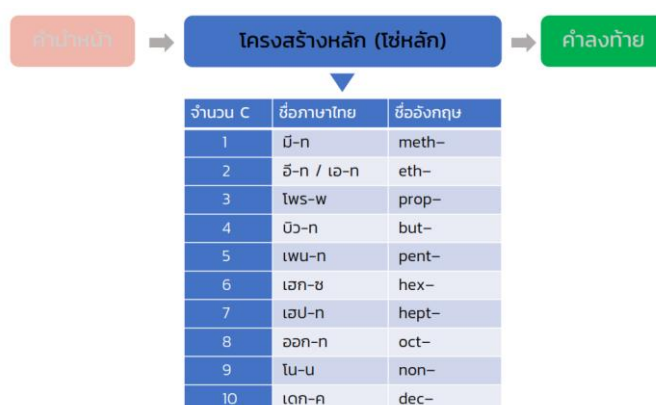 คำนำหน้า โครงสร้างหลัก (โซ่หลัก) คำลงท้าย
จำนวน C ชื่อภาษาไทย ชื่ออังกฤษ
1 มี-ท meth–
2 อี-ท / เอ-ท eth–
3 โพร-พ prop–
4 บิว-ท but–
5 เพน-ท pent–
6 เฮก-ซ hex–
7 เฮป-ท hept–
8 ออก-ท oct–
9 โน-น non–
10 เดก-ค dec–